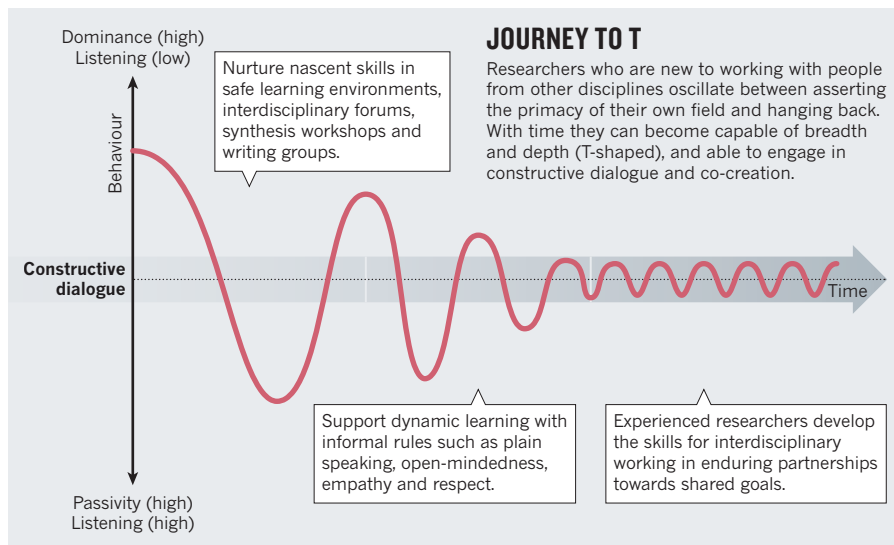 Dominance (high)
Listening (low)
Behaviour
Nurture nascent skills in
safe learning environments,
interdisciplinary forums,
synthesis workshops and
writing groups.
JOURNEY TO T
Researchers who are new to working with people
from other disciplines oscillate between asserting
the primacy of their own field and hanging back.
With time they can become capable of breadth
and depth (T-shaped), and able to engage in
constructive dialogue and co-creation.
Constructive
dialogue
Time
Support dynamic learning with
informal rules such as plain
speaking, open-mindedness,
empathy and respect.
Experienced researchers develop
the skills for interdisciplinary
working in enduring partnerships
towards shared goals.
Passivity (high)
Listening (high)